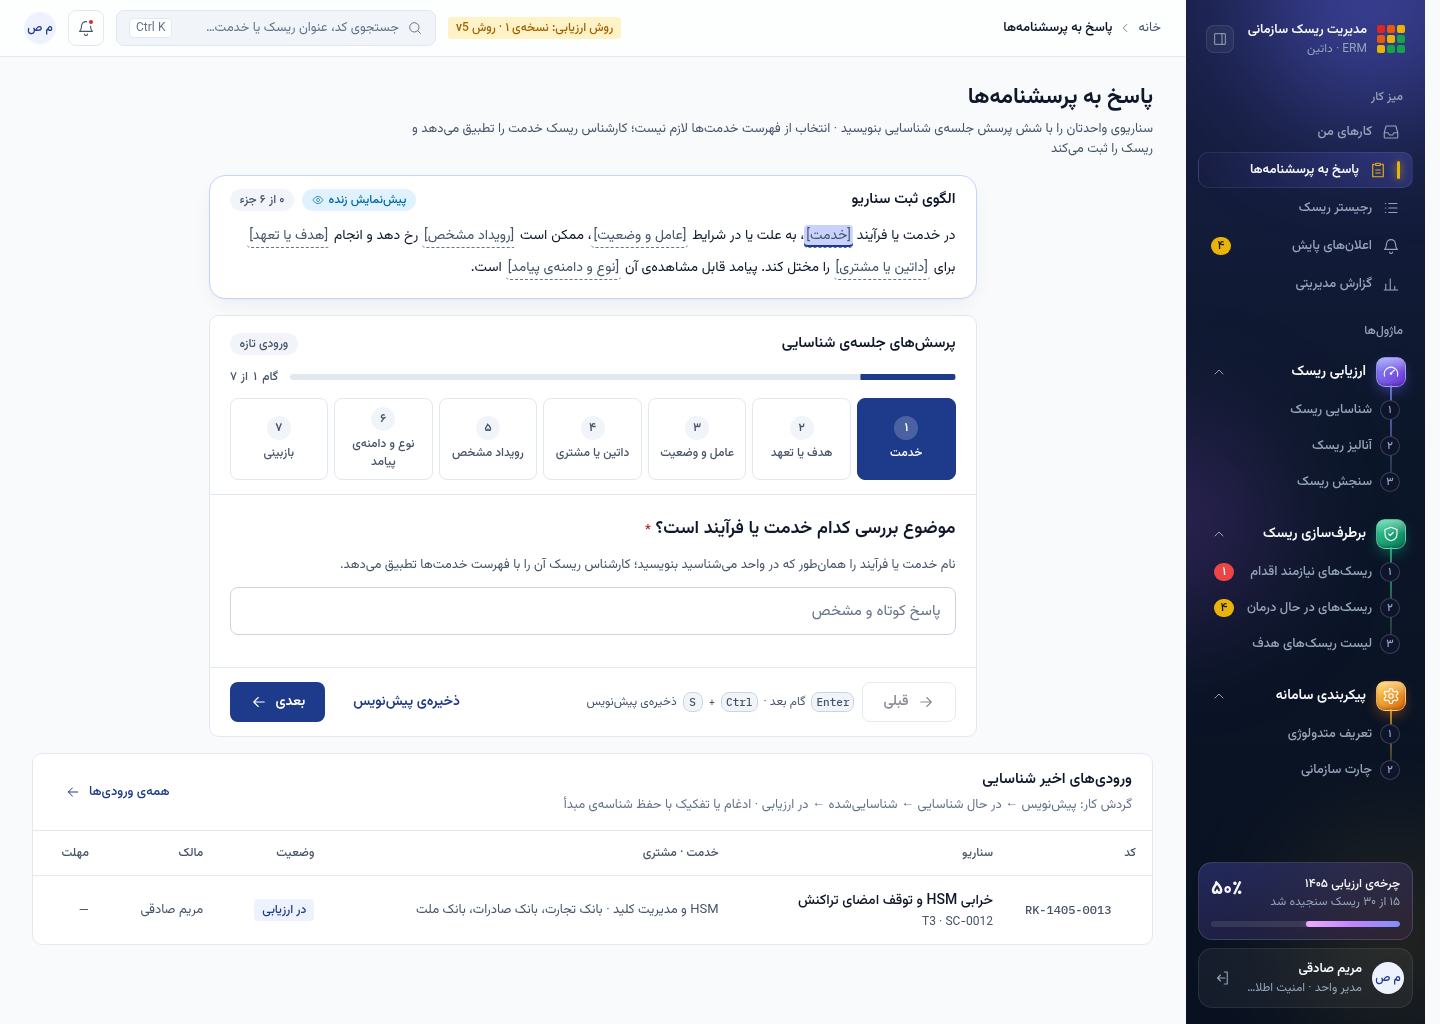 مدیریت ریسک سازمانی
ERM · داتین
میز کار
کارهای من
پاسخ به پرسشنامه‌ها
رجیستر ریسک
اعلان‌های پایش ۴
گزارش مدیریتی
ماژول‌ها
ارزیابی ریسک
۱ شناسایی ریسک
۲ آنالیز ریسک
۳ سنجش ریسک
برطرف‌سازی ریسک
۱ ریسک‌های نیازمند اقدام ۱
۲ ریسک‌های در حال درمان ۴
۳ لیست ریسک‌های هدف
پیکربندی سامانه
۱ تعریف متدولوژی
۲ چارت سازمانی
چرخه‌ی ارزیابی ۱۴۰۵ ۵۰٪
۱۵ از ۳۰ ریسک سنجیده شد
م ص مریم صادقی
مدیر واحد · امنیت اطلا...
خانه پاسخ به پرسشنامه‌ها
روش ارزیابی: نسخه‌ی ۱ · روش v5
جستجوی کد، عنوان ریسک یا خدمت... Ctrl K
م ص
پاسخ به پرسشنامه‌ها
سناریوی واحدتان را با شش پرسش جلسه‌ی شناسایی بنویسید · انتخاب از فهرست خدمت‌ها لازم نیست؛ کارشناس ریسک خدمت را تطبیق می‌دهد و
ریسک را ثبت می‌کند
الگوی ثبت سناریو پیش‌نمایش زنده ۰ از ۶ جزء
در خدمت یا فرآیند [خدمت]، به علت یا در شرایط [عامل و وضعیت]، ممکن است [رویداد مشخص] رخ دهد و انجام [هدف یا تعهد]
برای [داتین یا مشتری] را مختل کند. پیامد قابل مشاهده‌ی آن [نوع و دامنه‌ی پیامد] است.
پرسش‌های جلسه‌ی شناسایی ورودی تازه
گام ۱ از ۷
۱ خدمت
۲ هدف یا تعهد
۳ عامل و وضعیت
۴ داتین یا مشتری
۵ رویداد مشخص
۶ نوع و دامنه‌ی پیامد
۷ بازبینی
موضوع بررسی کدام خدمت یا فرآیند است؟ *
نام خدمت یا فرآیند را همان‌طور که در واحد می‌شناسید بنویسید؛ کارشناس ریسک آن را با فهرست خدمت‌ها تطبیق می‌دهد.
پاسخ کوتاه و مشخص
قبلی Enter گام بعد · Ctrl + S ذخیره‌ی پیش‌نویس ذخیره‌ی پیش‌نویس بعدی
ورودی‌های اخیر شناسایی
گردش کار: پیش‌نویس ← در حال شناسایی ← شناسایی‌شده ← در ارزیابی · ادغام یا تفکیک با حفظ شناسه‌ی مبدأ
همه‌ی ورودی‌ها
کد سناریو خدمت · مشتری وضعیت مالک مهلت
RK-1405-0013 خرابی HSM و توقف امضای تراکنش HSM و مدیریت کلید · بانک تجارت، بانک صادرات، بانک ملت در ارزیابی مریم صادقی —
T3 · SC-0012